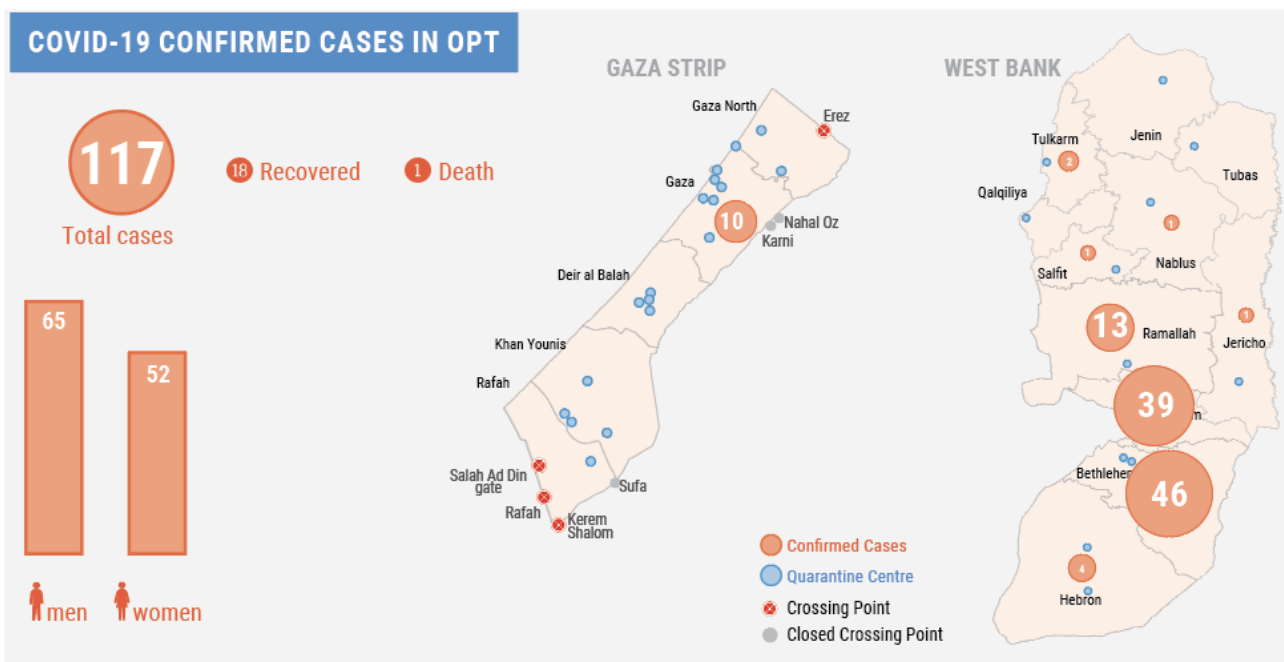 COVID-19 CONFIRMED CASES IN OPT
117
Total cases
18 Recovered
1 Death
65
52
men
women
GAZA STRIP
Gaza North
Erez
Gaza
10
Nahal Oz
Karni
Deir al Balah
Khan Younis
Rafah
Salah Ad Din
gate
Rafah
Kerem
Shalom
Sufa
WEST BANK
Jenin
Tulkarm
2
Tubas
Qalqiliya
1
Nablus
1
Salfit
13
Ramallah
1
Jericho
39
m
Bethlehe
46
4
Hebron
Confirmed Cases
Quarantine Centre
Crossing Point
Closed Crossing Point